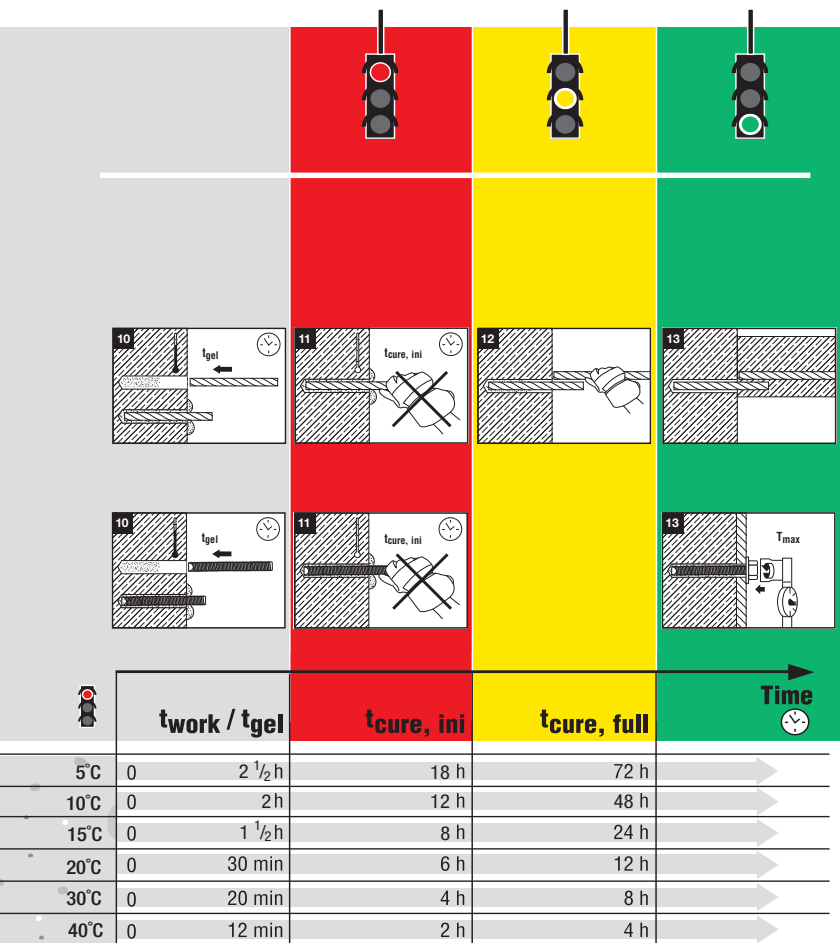 10 tgel
11 tcure, ini
12
13
10 tgel
11 tcure, ini
13 Tmax
Time
twork / tgel tcure, ini tcure, full
5°C 0 2 1/2 h 18 h 72 h
10°C 0 2 h 12 h 48 h
15°C 0 1 1/2 h 8 h 24 h
20°C 0 30 min 6 h 12 h
30°C 0 20 min 4 h 8 h
40°C 0 12 min 2 h 4 h